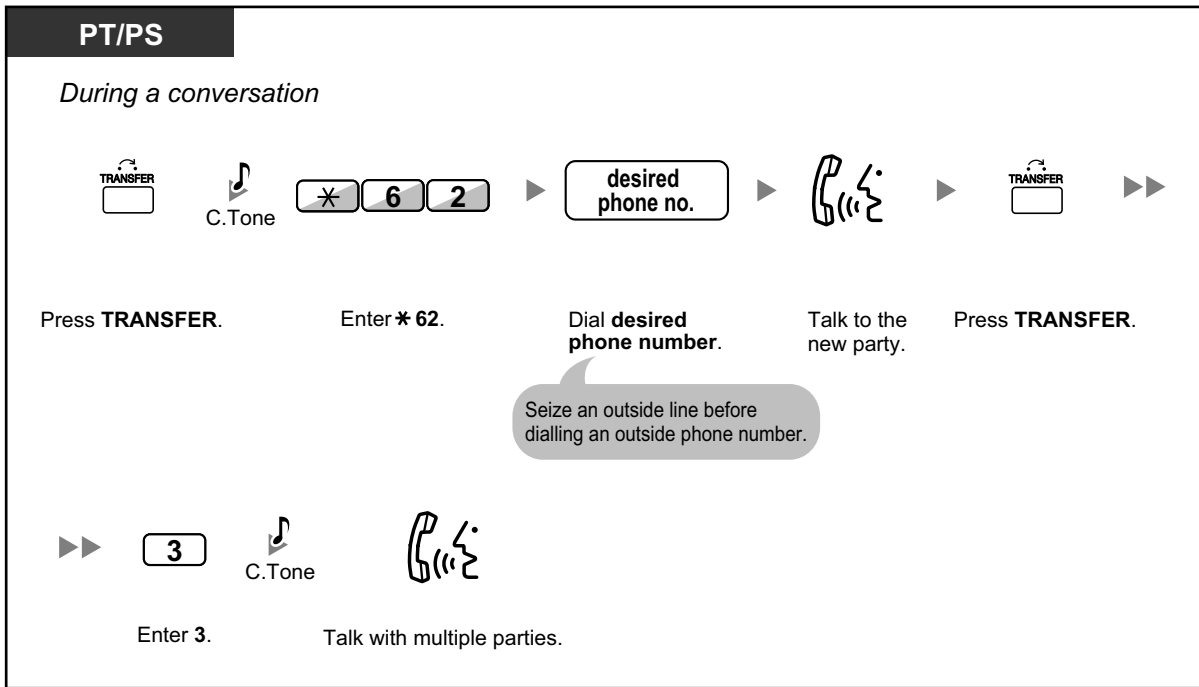 PT/PS
During a conversation
TRANSFER
C.Tone
* 6 2
desired
phone no.
TRANSFER
Press TRANSFER.
Enter * 62.
Dial desired
phone number.
Talk to the
new party.
Press TRANSFER.
Seize an outside line before
dialling an outside phone number.
3
C.Tone
Enter 3.
Talk with multiple parties.